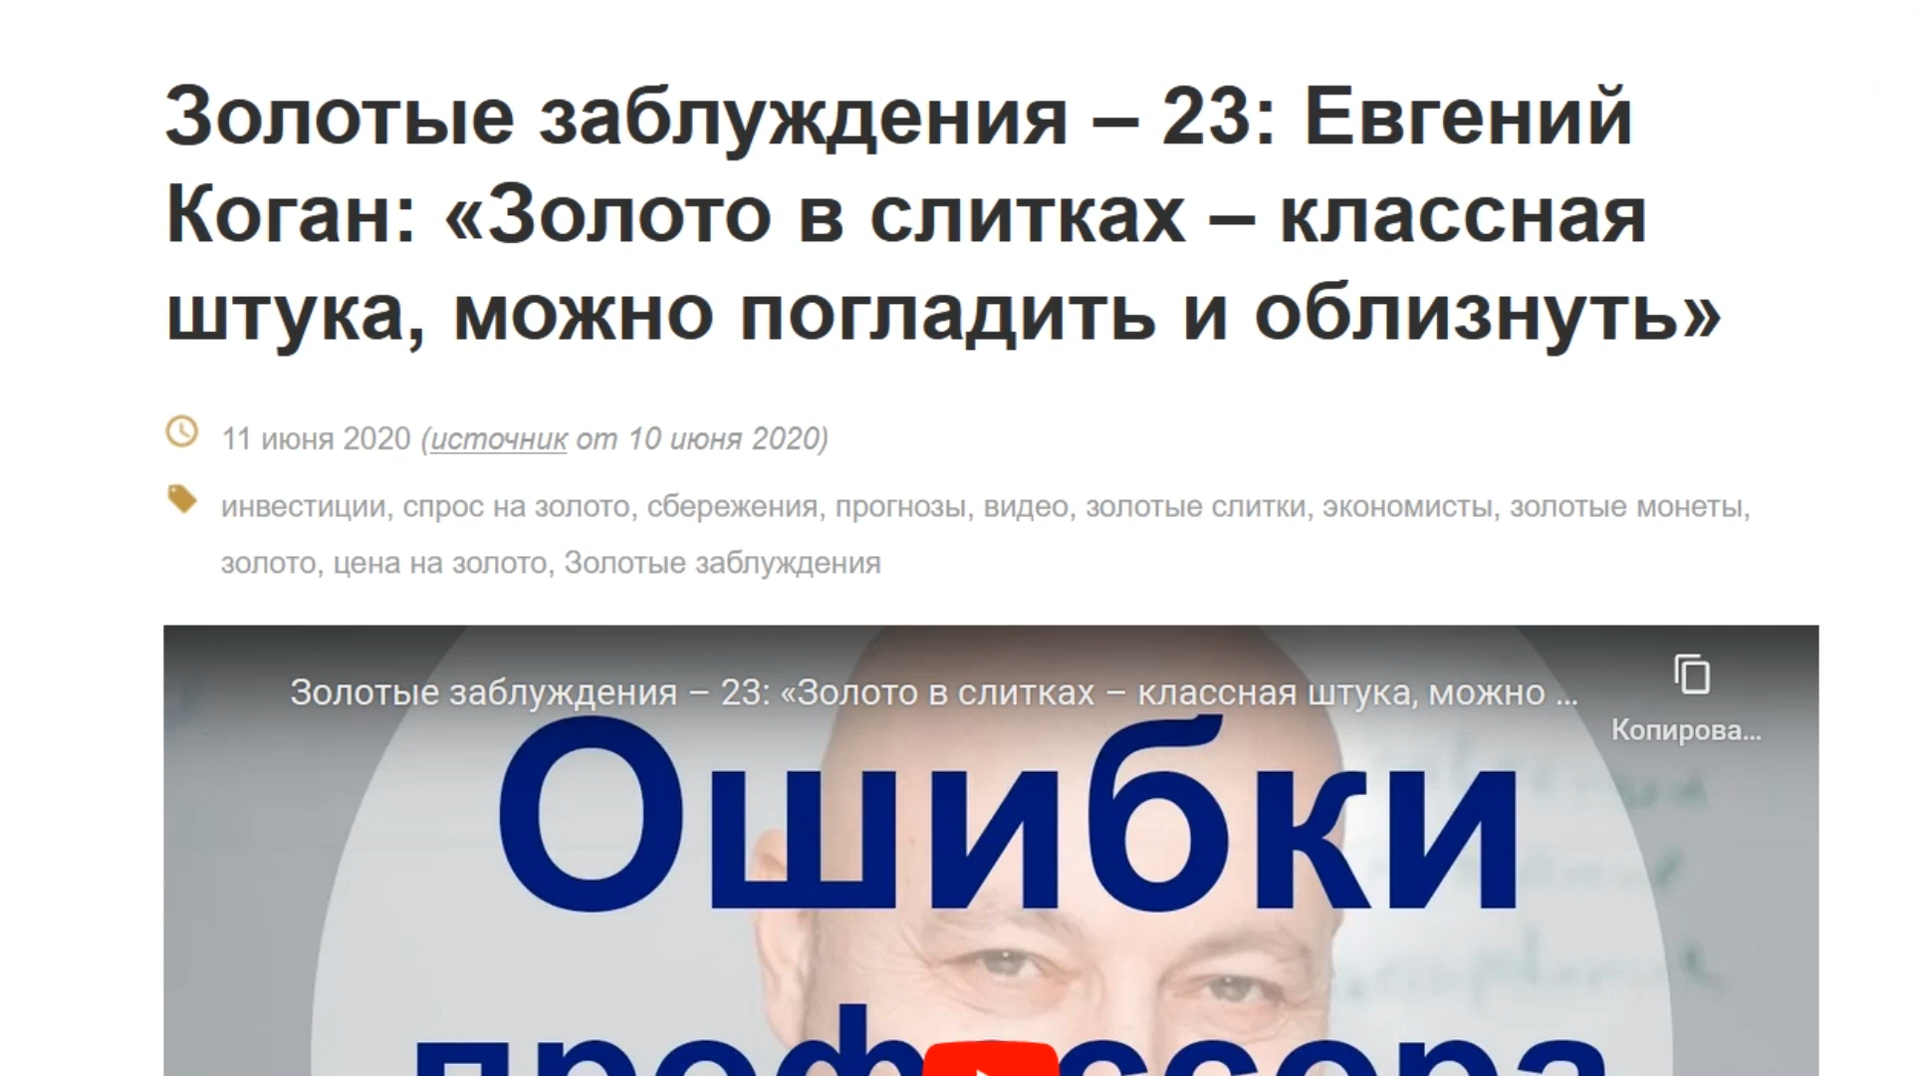 Золотые заблуждения – 23: Евгений
Коган: «Золото в слитках – классная
штука, можно погладить и облизнуть»
11 июня 2020 (источник от 10 июня 2020)
инвестиции, спрос на золото, сбережения, прогнозы, видео, золотые слитки, экономисты, золотые монеты,
золото, цена на золото, Золотые заблуждения
Золотые заблуждения – 23: «Золото в слитках – классная штука, можно ...
Копирова...
Ошибки
профессора